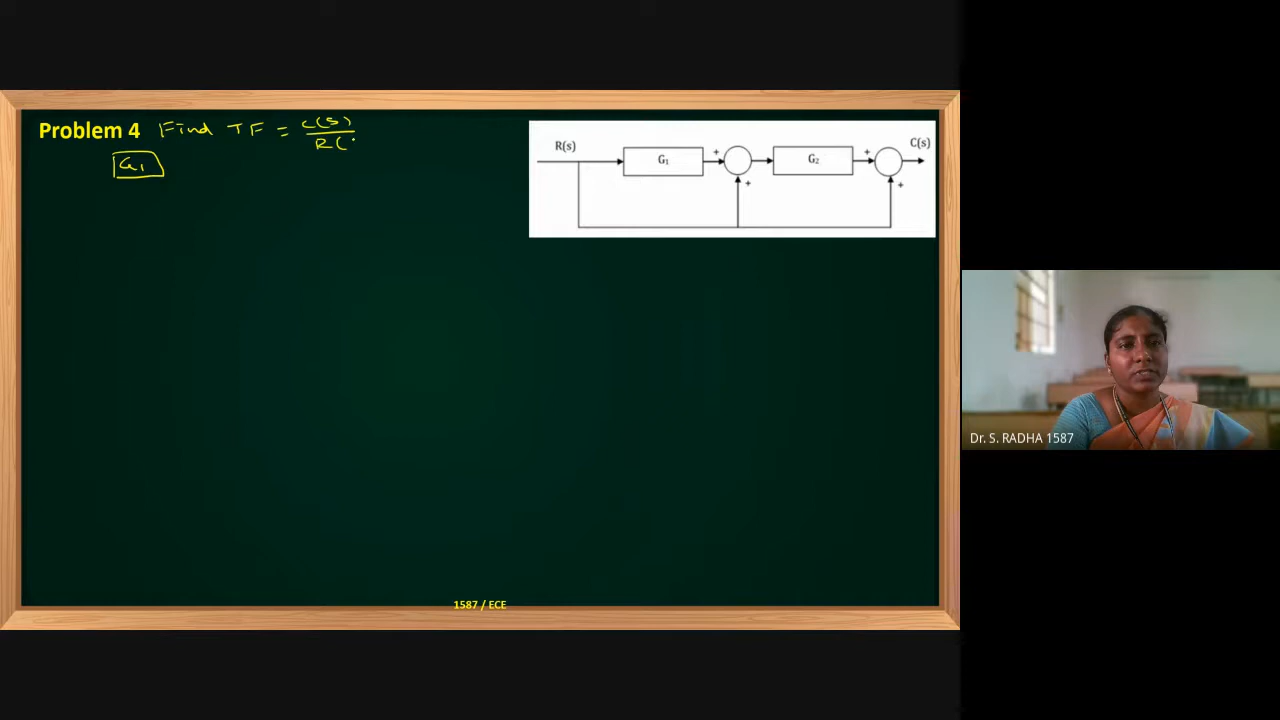 Problem 4 Find TF = C(s)
R(
G₁
R(s)
G₁
+
+
G₂
+
+
C(s)
1587 / ECE
Dr. S. RADHA 1587